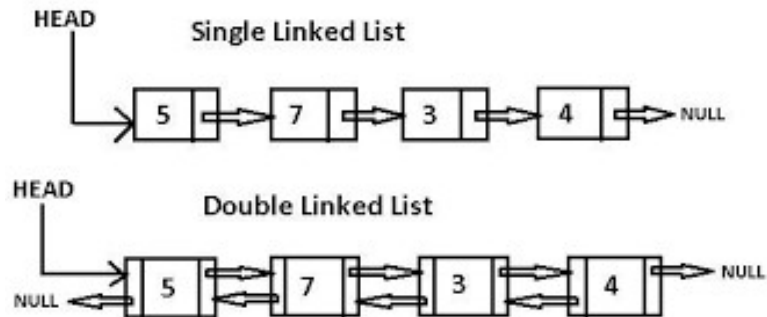 HEAD
Single Linked List
5 7 3 4 NULL
HEAD
Double Linked List
NULL 5 7 3 4 NULL